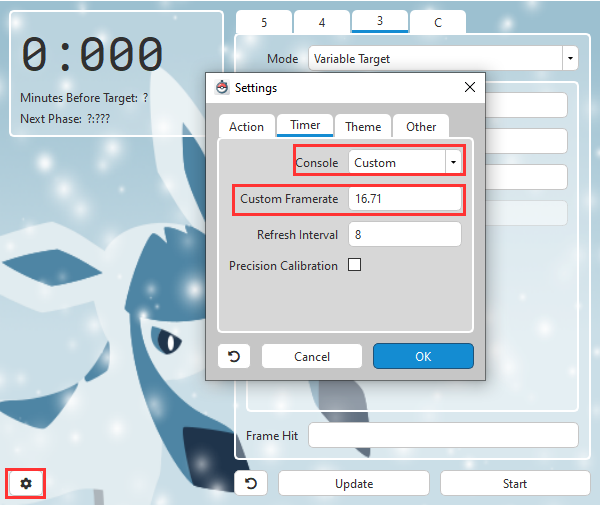 0:000
Minutes Before Target: ?
Next Phase: ?:???
5 4 3 C
Mode Variable Target
Settings
Action Timer Theme Other
Console Custom
Custom Framerate 16.71
Refresh Interval 8
Precision Calibration
Cancel OK
Frame Hit
Update Start